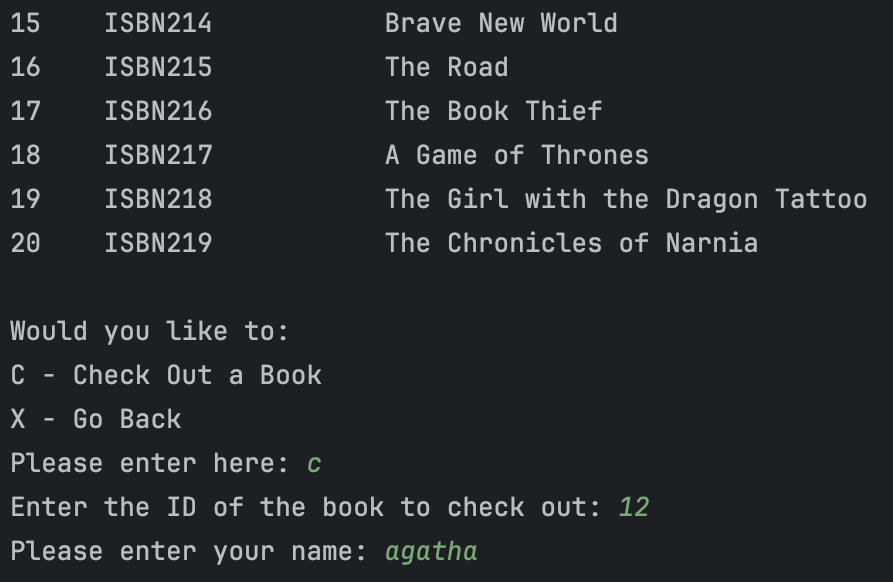 15    ISBN214           Brave New World
16    ISBN215           The Road
17    ISBN216           The Book Thief
18    ISBN217           A Game of Thrones
19    ISBN218           The Girl with the Dragon Tattoo
20    ISBN219           The Chronicles of Narnia
Would you like to:
C - Check Out a Book
X - Go Back
Please enter here: c
Enter the ID of the book to check out: 12
Please enter your name: agatha